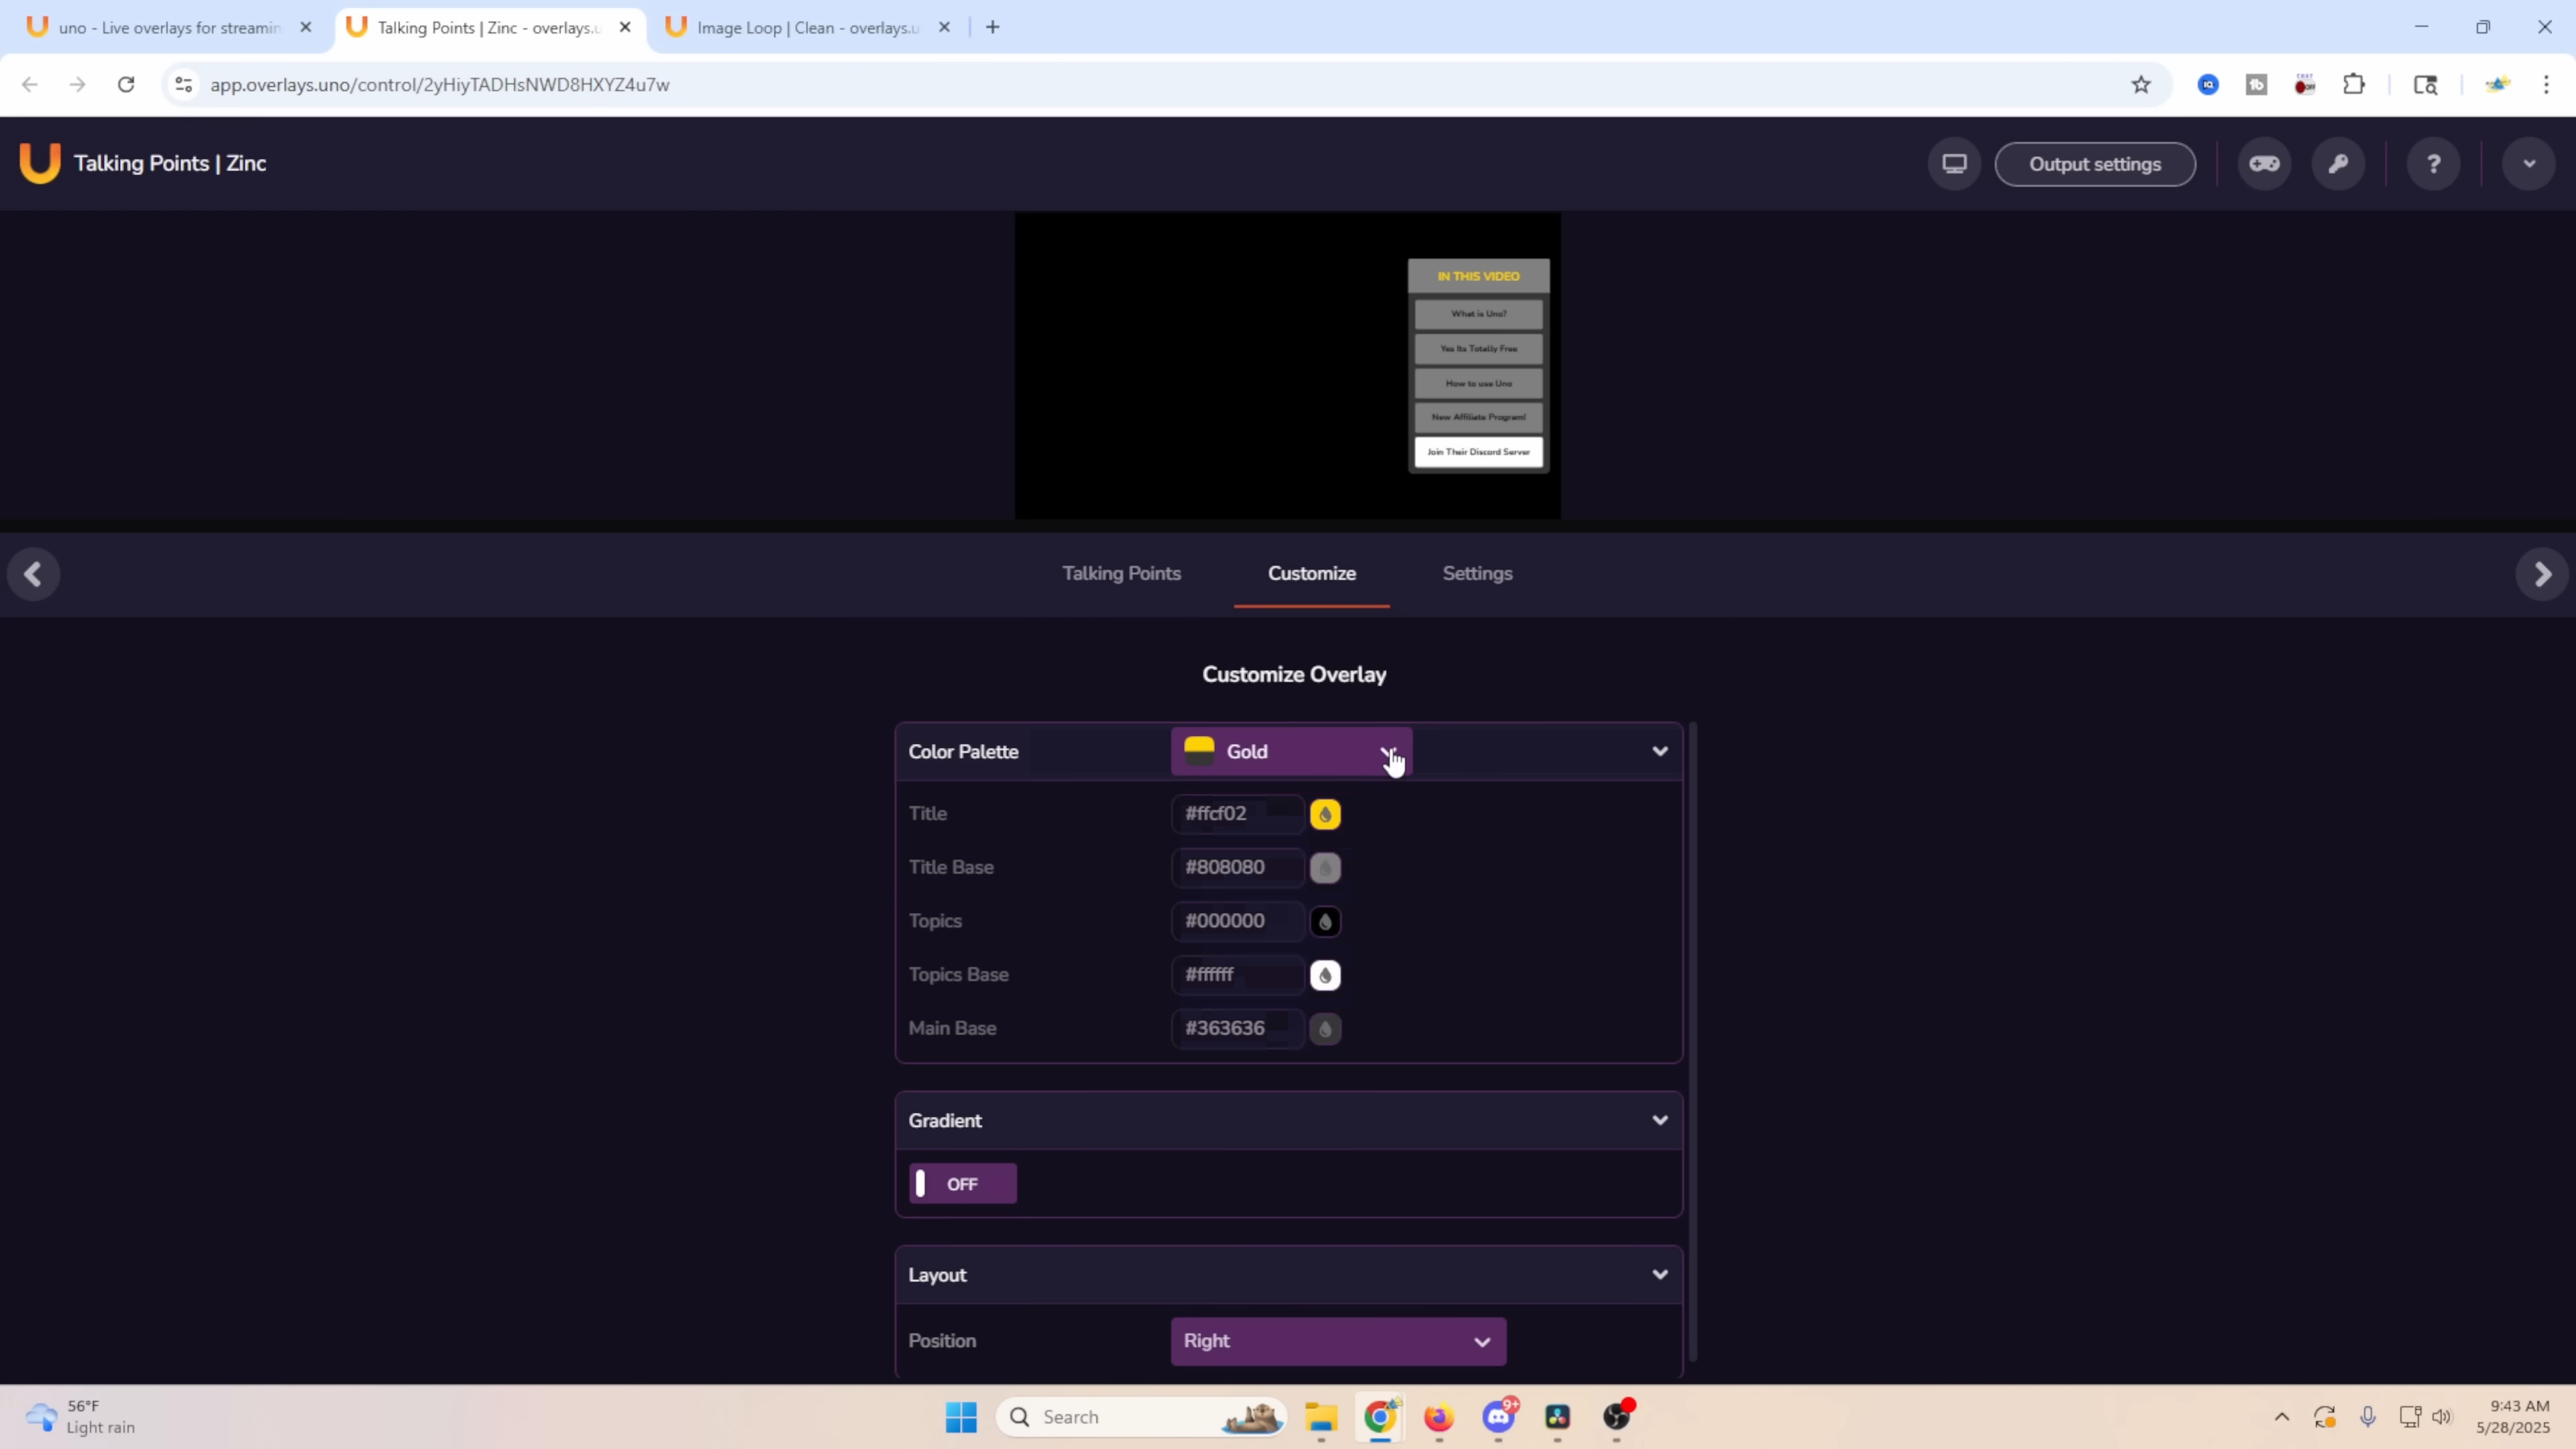 uno - Live overlays for streamin
Talking Points | Zinc - overlays.u
Image Loop | Clean - overlays.u
app.overlays.uno/control/2yHiyTADHsNWD8HXYZ4u7w
Talking Points | Zinc
Output settings
?
IN THIS VIDEO
What is Uno?
Yes Its Totally Free
How to use Uno
New Affiliate Program!
Join Their Discord Server
Talking Points
Customize
Settings
Customize Overlay
Color Palette
Gold
Title
#ffcf02
Title Base
#808080
Topics
#000000
Topics Base
#ffffff
Main Base
#363636
Gradient
OFF
Layout
Position
Right
56°F
Light rain
Search
9+
9:43 AM
5/28/2025